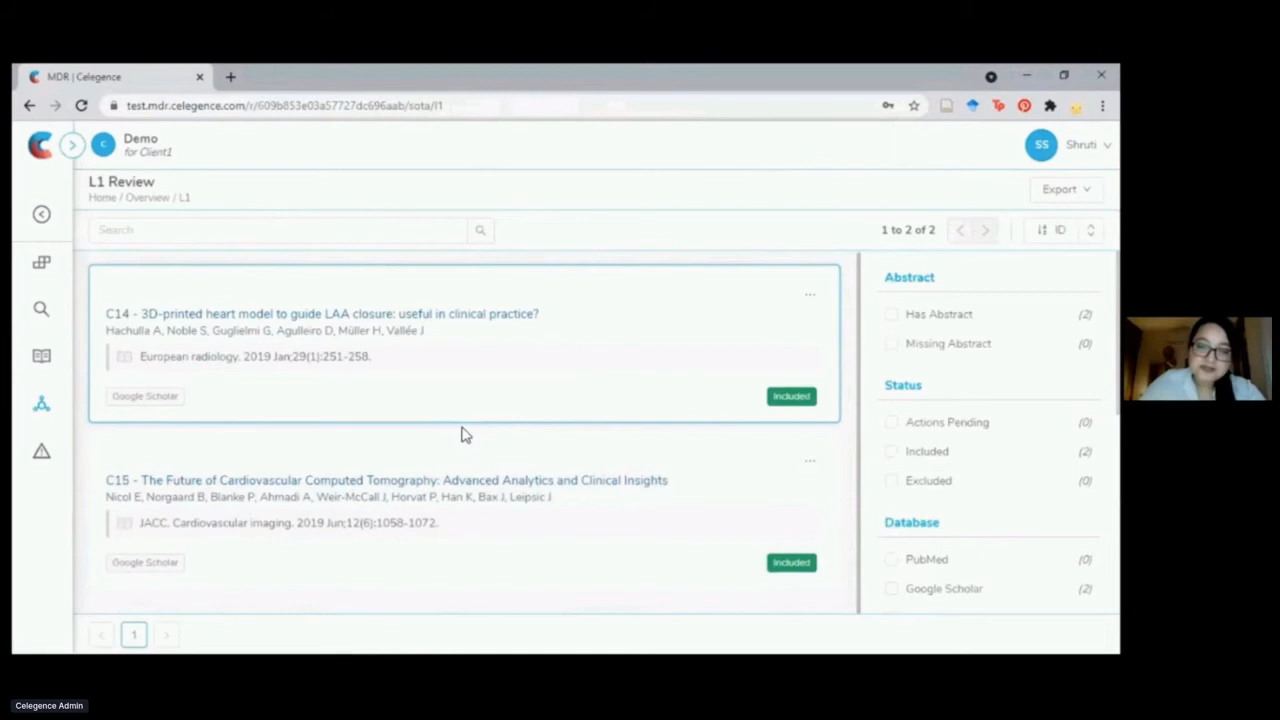 MDR | Celegence
test.mdr.celegence.com/r/609b853e03a57727dc696aab/sota/l1
Demo
for Client1
SS
Shruti
L1 Review
Home / Overview / L1
Export
Search
1 to 2 of 2
ID
C14 - 3D-printed heart model to guide LAA closure: useful in clinical practice?
Hachulla A, Noble S, Guglielmi G, Agulleiro D, Müller H, Vallée J
European radiology. 2019 Jan;29(1):251-258.
Google Scholar
Included
C15 - The Future of Cardiovascular Computed Tomography: Advanced Analytics and Clinical Insights
Nicol E, Norgaard B, Blanke P, Ahmadi A, Weir-McCall J, Horvat P, Han K, Bax J, Leipsic J
JACC. Cardiovascular imaging. 2019 Jun;12(6):1058-1072.
Google Scholar
Included
Abstract
Has Abstract (2)
Missing Abstract (0)
Status
Actions Pending (0)
Included (2)
Excluded (0)
Database
PubMed (0)
Google Scholar (2)
1
Celegence Admin